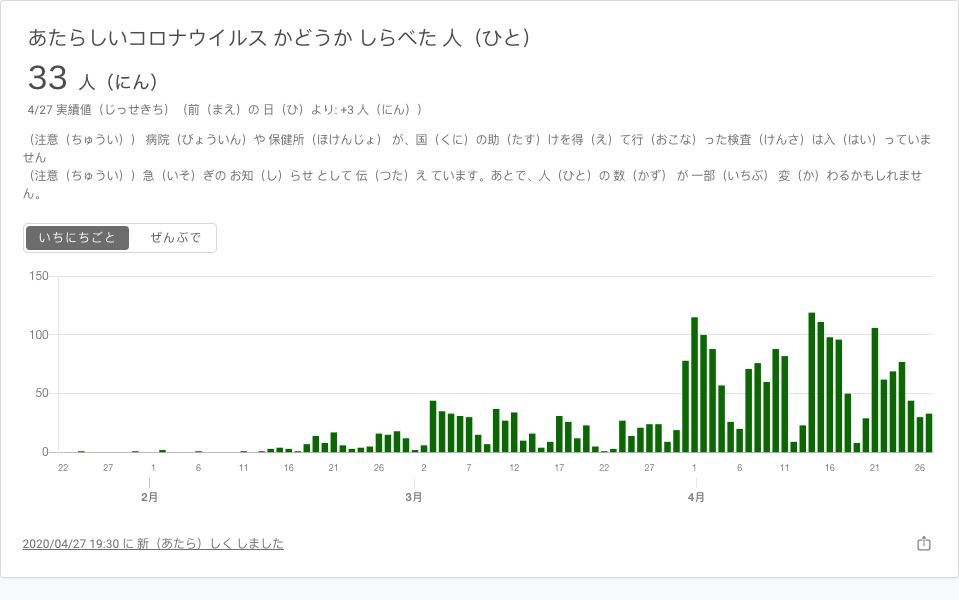 あたらしいコロナウイルス かどうか しらべた 人（ひと）
33 人（にん）
4/27 実績値（じっせきち）（前（まえ）の 日（ひ）より: +3 人（にん））
（注意（ちゅうい）） 病院（びょういん）や 保健所（ほけんじょ） が、国（くに）の助（たす）けを得（え）て行（おこな）った検査（けんさ）は入（はい）っていま
せん
（注意（ちゅうい））急（いそ）ぎの お知（し）らせ として 伝（つた）え ています。あとで、人（ひと）の 数（かず） が 一部（いちぶ） 変（か）わるかもしれませ
ん。
いちにちごと ぜんぶで
150
100
50
0
22 27 1 6 11 16 21 26 2 7 12 17 22 27 1 6 11 16 21 26
2月 3月 4月
2020/04/27 19:30 に 新（あたら）しく しました